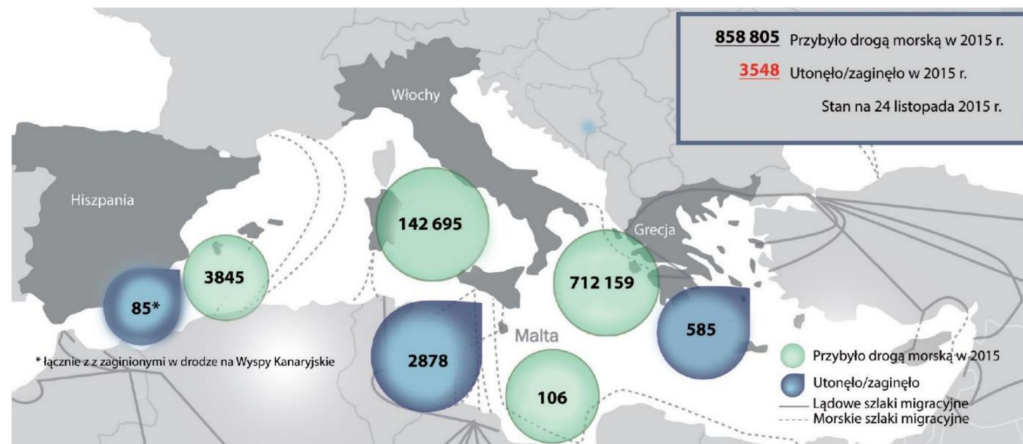 858 805 Przybyło drogą morską w 2015 r.
3548 Utonęło/zaginęło w 2015 r.
Stan na 24 listopada 2015 r.
Włochy
Hiszpania
142 695
Grecja
3845
712 159
85*
585
Malta
2878
* łącznie z z zaginionymi w drodze na Wyspy Kanaryjskie
106
Przybyło drogą morską w 2015
Utonęło/zaginęło
Lądowe szlaki migracyjne
Morskie szlaki migracyjne